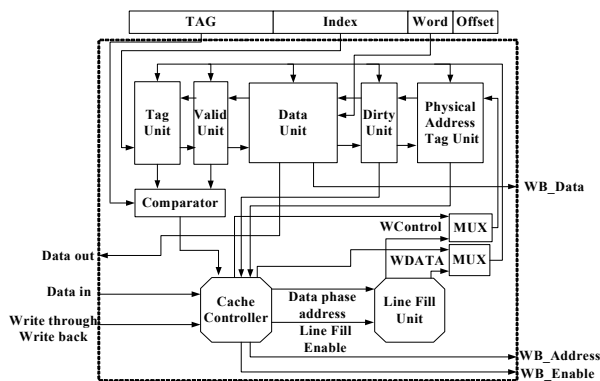 TAG Index Word Offset
Tag Unit
Valid Unit
Data Unit
Dirty Unit
Physical Address Tag Unit
Comparator
WB_Data
WControl
MUX
Data out
WDATA
MUX
Data in
Cache Controller
Data phase address
Line Fill Unit
Write through
Write back
Line Fill Enable
WB_Address
WB_Enable